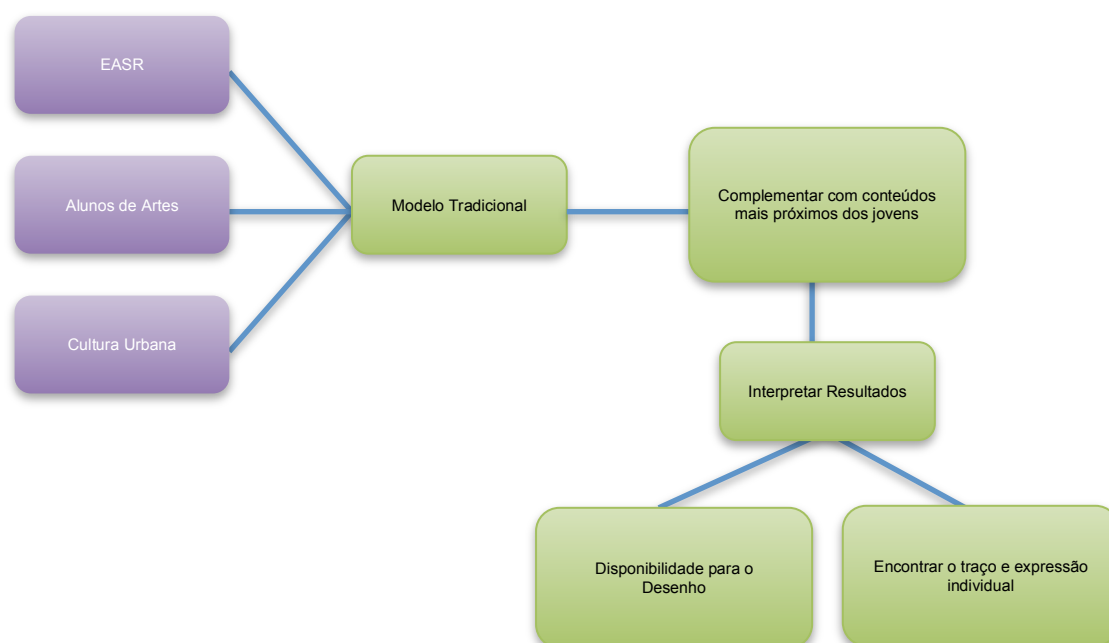 EASR
Alunos de Artes
Cultura Urbana
Modelo Tradicional
Complementar com conteúdos
mais próximos dos jovens
Interpretar Resultados
Disponibilidade para o
Desenho
Encontrar o traço e expressão
individual